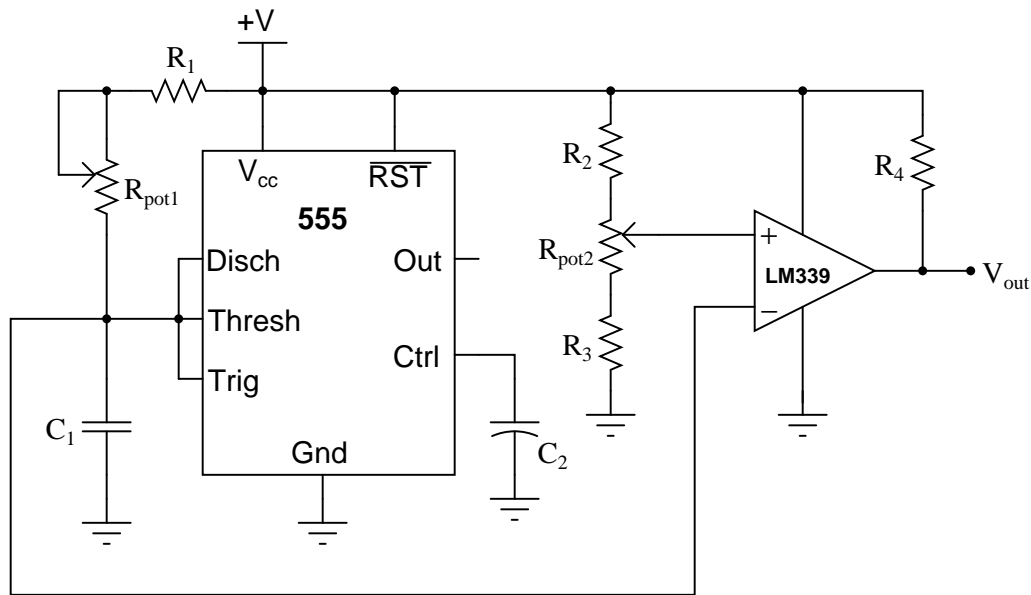 +V
R1
Rpot1
Vcc
RST
555
Disch
Thresh
Trig
Out
Ctrl
Gnd
C1
C2
R2
Rpot2
R3
+
−
LM339
R4
Vout